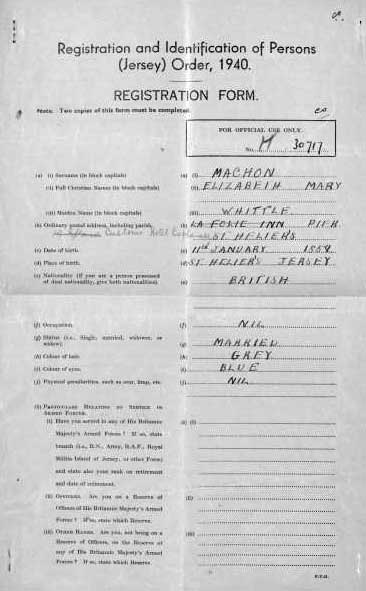 Registration and Identification of Persons
(Jersey) Order, 1940.
REGISTRATION FORM.
Note: Two copies of this form must be completed.
FOR OFFICIAL USE ONLY.
No. H 30717
(a) (i) Surname (in block capitals) (a) (i) MACHON
(ii) Full Christian Names (in block capitals) (ii) ELIZABETH MARY
(iii) Maiden Name (in block capitals) (iii) WHITTLE
(b) Ordinary postal address, including parish. (b) LA FOLIE INN PIER
Customs Hotel ST HELIER'S
(c) Date of birth. (c) 11th JANUARY
(d) Place of birth. (d) ST HELIER'S JERSEY
(e) Nationality (if you are a person possessed (e) BRITISH
of dual nationality, give both nationalities).
(f) Occupation. (f) NIL
(g) Status (i.e., Single, married, widower, or (g) MARRIED
widow).
(h) Colour of hair. (h) GREY
(i) Colour of eyes. (i) BLUE
(j) Physical peculiarities, such as scar, limp, etc. (j) NIL
(k) PARTICULARS RELATING TO SERVICE IN
ARMED FORCES.
(i) Have you served in any of His Britannic (k) (i)
Majesty's Armed Forces? If so, state
branch (i.e., R.N., Army, R.A.F., Royal
Militia Island of Jersey, or other Force)
and state also your rank on retirement
and date of retirement.
(ii) OFFICERS. Are you on a Reserve of (ii)
Officers of His Britannic Majesty's Armed
Forces? If so, state which Reserve.
(iii) OTHER RANKS. Are you, not being on a (iii)
Reserve of Officers, on the Reserve of
any of His Britannic Majesty's Armed
Forces? If so, state which Reserve.
P.T.O.